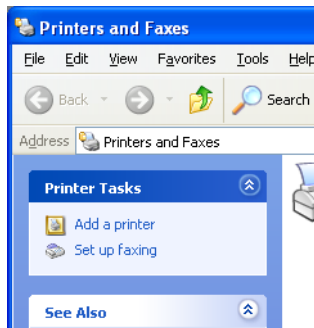 Printers and Faxes
File Edit View Favorites Tools Help
Back Search
Address Printers and Faxes
Printer Tasks
Add a printer
Set up faxing
See Also